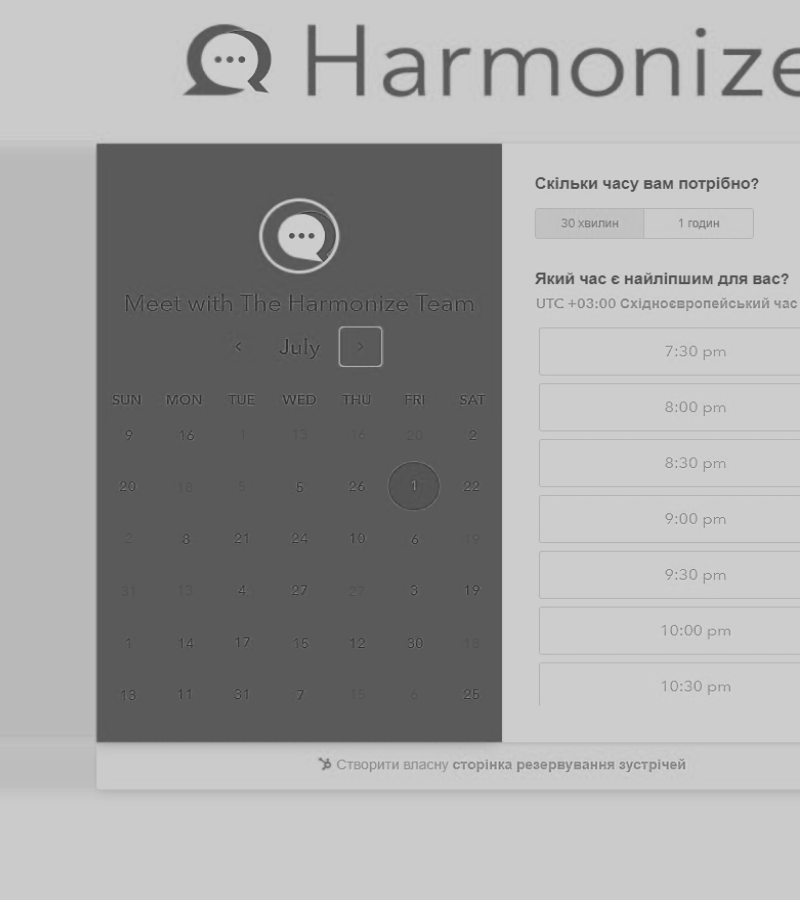 Harmonize
Meet with The Harmonize Team
July
SUN MON TUE WED THU FRI SAT
9 16 1 13 16 20 2
20 18 5 5 26 1 22
2 8 21 24 10 6 19
31 13 4 27 27 3 19
1 14 17 15 12 30 18
13 11 31 7 15 6 25
Скільки часу вам потрібно?
30 хвилин 1 годин
Який час є найліпшим для вас?
UTC +03:00 Східноєвропейський час
7:30 pm
8:00 pm
8:30 pm
9:00 pm
9:30 pm
10:00 pm
10:30 pm
Створити власну сторінка резервування зустрічей